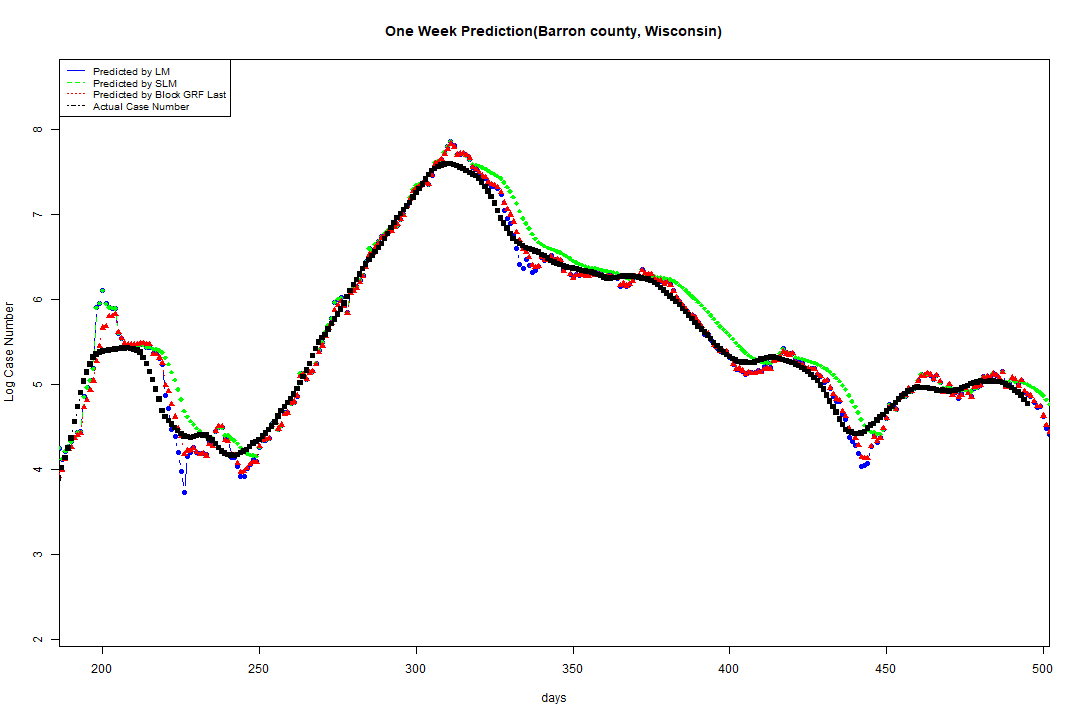 One Week Prediction(Barron county, Wisconsin)
Predicted by LM
Predicted by SLM
Predicted by Block GRF Last
Actual Case Number
8
7
6
5
4
3
2
Log Case Number
200 250 300 350 400 450 500
days